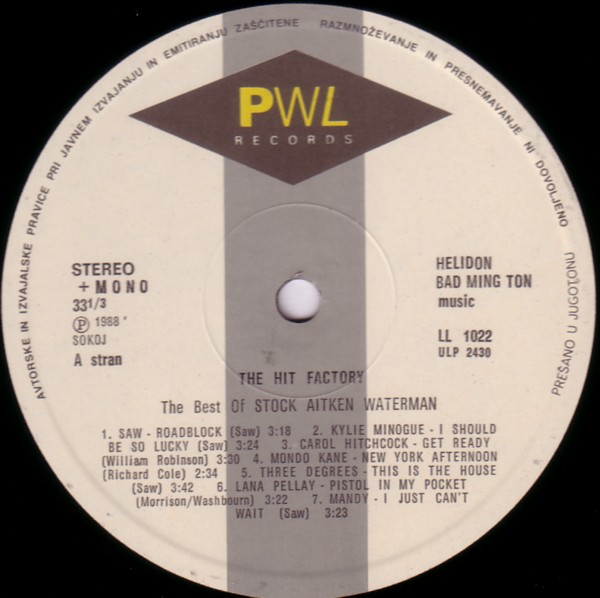 AVTORSKE IN IZVAJALSKE PRAVICE PRI JAVNEM IZVAJANJU IN EMITIRANJU ZAŠČITENE RAZMNOŽEVANJE IN PRESNEMAVANJE NI DOVOLJENO
PREŠANO U JUGOTONU
PWL
RECORDS
STEREO
+ MONO
33 1/3
Ⓟ 1988
SOKOJ
A stran
HELIDON
BAD MING TON
music
LL 1022
ULP 2430
THE HIT FACTORY
The Best Of STOCK AITKEN WATERMAN
1. SAW - ROADBLOCK (Saw) 3:18 2. KYLIE MINOGUE - I SHOULD
BE SO LUCKY (Saw) 3:24 3. CAROL HITCHCOCK - GET READY
(William Robinson) 3:30 4. MONDO KANE - NEW YORK AFTERNOON
(Richard Cole) 2:34 5. THREE DEGREES - THIS IS THE HOUSE
(Saw) 3:42 6. LANA PELLAY - PISTOL IN MY POCKET
(Morrison/Washbourn) 3:22 7. MANDY - I JUST CAN'T
WAIT (Saw) 3:23